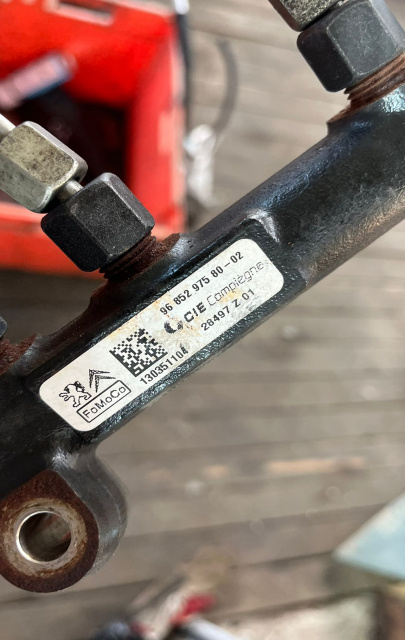 96 852 975 80-02
CIE Compiègne
28497 Z 01
130351104
FoMoCo